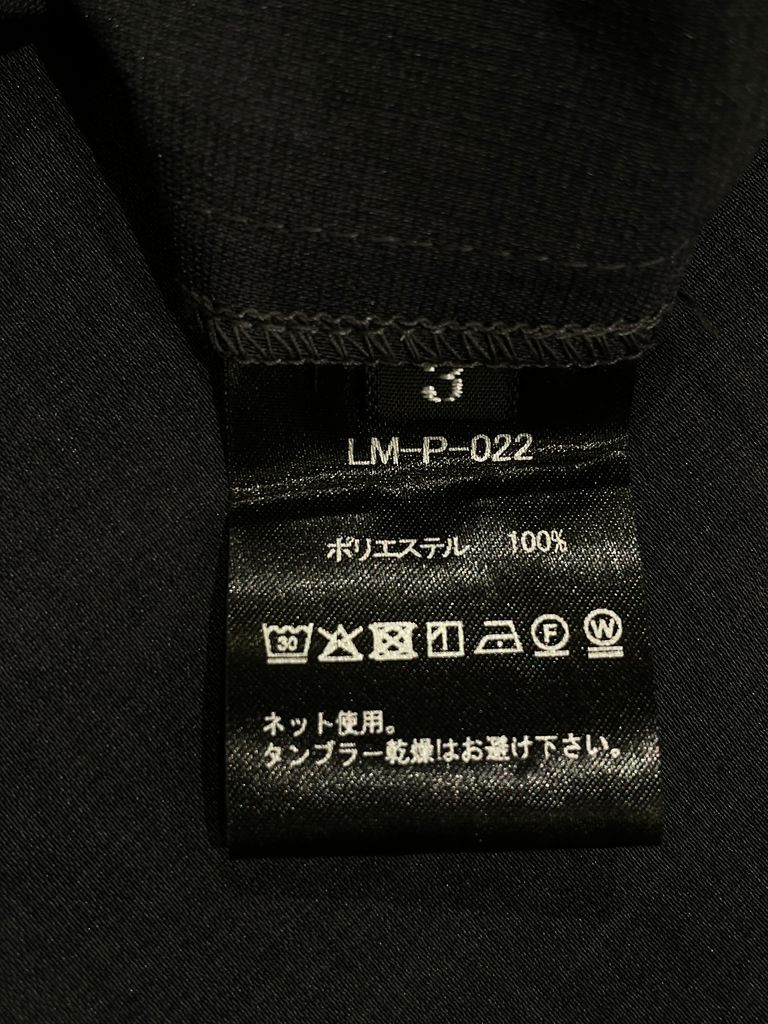 3
LM-P-022
ポリエステル 100%
30 F W
ネット使用。
タンブラー乾燥はお避け下さい。